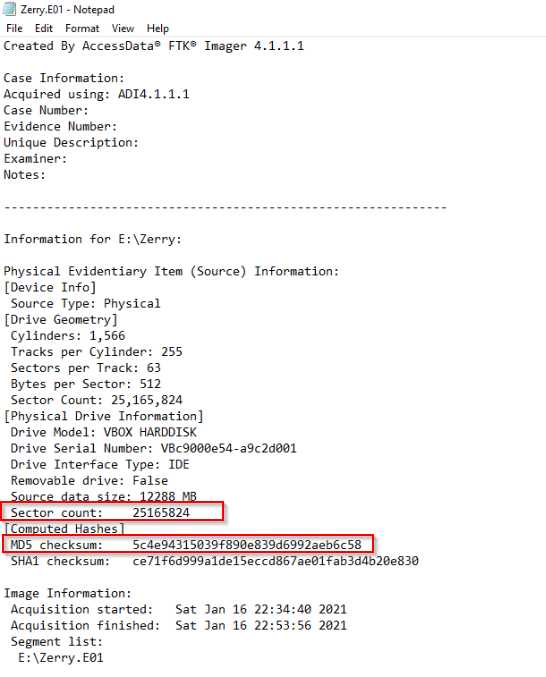 Zerry.E01 - Notepad
File Edit Format View Help
Created By AccessData® FTK® Imager 4.1.1.1
Case Information:
Acquired using: ADI4.1.1.1
Case Number:
Evidence Number:
Unique Description:
Examiner:
Notes:
--------------------------------------------------------------
Information for E:\Zerry:
Physical Evidentiary Item (Source) Information:
[Device Info]
Source Type: Physical
[Drive Geometry]
Cylinders: 1,566
Tracks per Cylinder: 255
Sectors per Track: 63
Bytes per Sector: 512
Sector Count: 25,165,824
[Physical Drive Information]
Drive Model: VBOX HARDDISK
Drive Serial Number: VBc9000e54-a9c2d001
Drive Interface Type: IDE
Removable drive: False
Source data size: 12288 MB
Sector count: 25165824
[Computed Hashes]
MD5 checksum: 5c4e94315039f890e839d6992aeb6c58
SHA1 checksum: ce71f6d999a1de15eccd867ae01fab3d4b20e830
Image Information:
Acquisition started: Sat Jan 16 22:34:40 2021
Acquisition finished: Sat Jan 16 22:53:56 2021
Segment list:
E:\Zerry.E01